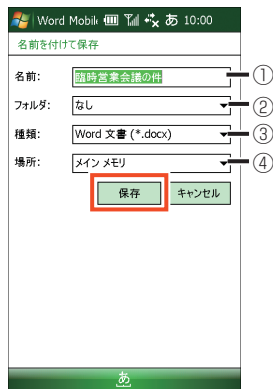 Word Mobile あ 10:00
名前を付けて保存
名前: 臨時営業会議の件 ①
フォルダ: なし ②
種類: Word 文書 (*.docx) ③
場所: メイン メモリ ④
保存 キャンセル
あ